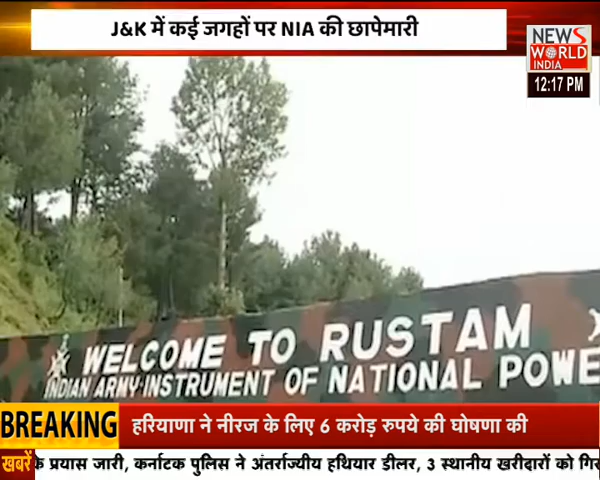 J&K में कई जगहों पर NIA की छापेमारी
NEWS
WORLD
INDIA
12:17 PM
WELCOME TO RUSTAM
INDIAN ARMY-INSTRUMENT OF NATIONAL POWE
BREAKING हरियाणा ने नीरज के लिए 6 करोड़ रुपये की घोषणा की
खबरें के प्रयास जारी, कर्नाटक पुलिस ने अंतर्राज्यीय हथियार डीलर, 3 स्थानीय खरीदारों को गिर